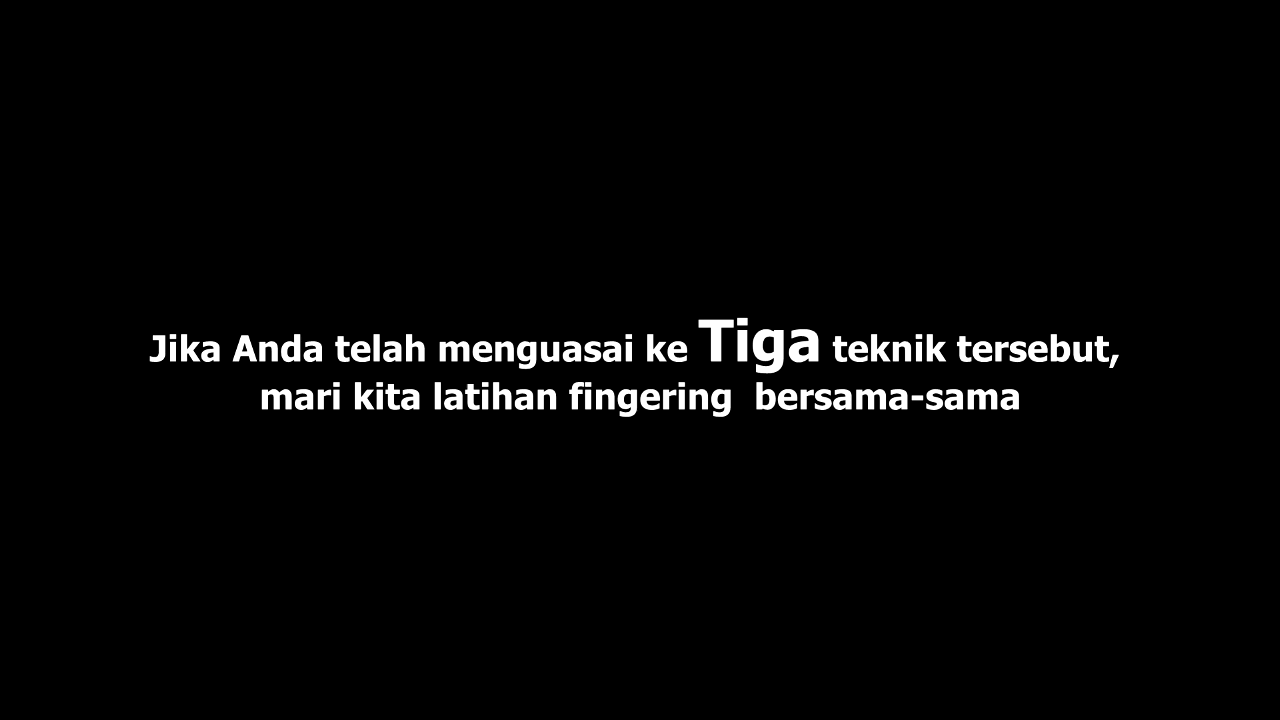 Jika Anda telah menguasai ke Tiga teknik tersebut,
mari kita latihan fingering  bersama-sama